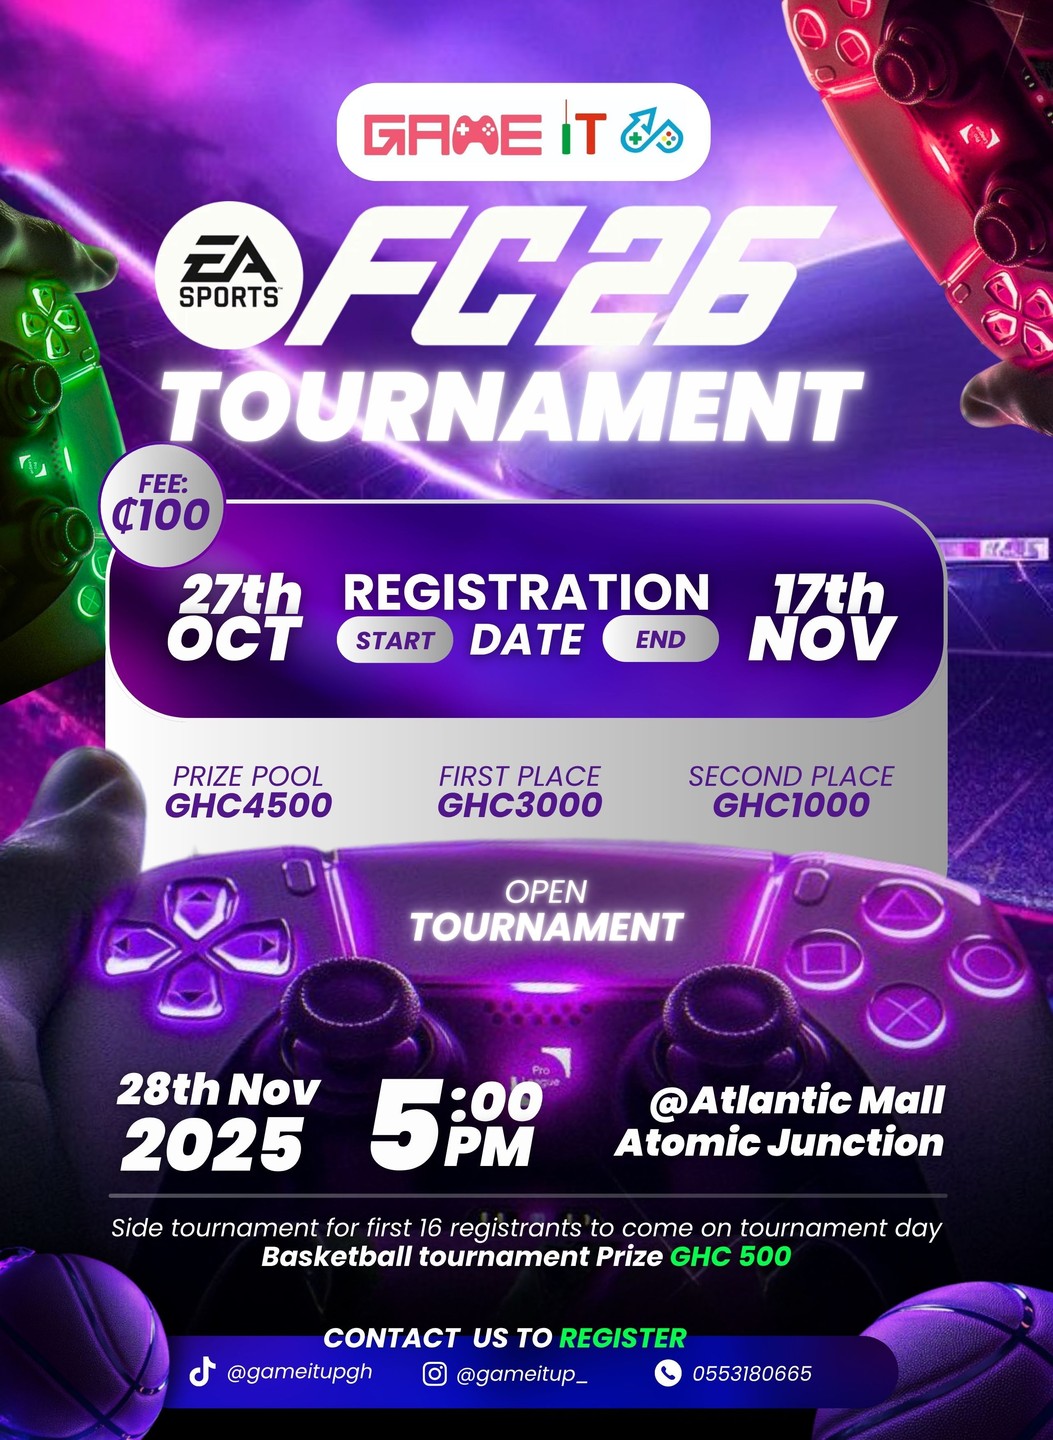 GAME IT
EA
SPORTS
FC26
TOURNAMENT
FEE:
₵100
27th
OCT
REGISTRATION
START DATE END
17th
NOV
PRIZE POOL
GHC4500
FIRST PLACE
GHC3000
SECOND PLACE
GHC1000
OPEN
TOURNAMENT
Pro
League
28th Nov
2025
5:00
PM
@Atlantic Mall
Atomic Junction
Side tournament for first 16 registrants to come on tournament day
Basketball tournament Prize GHC 500
CONTACT US TO REGISTER
@gameitupgh
@gameitup_
0553180665